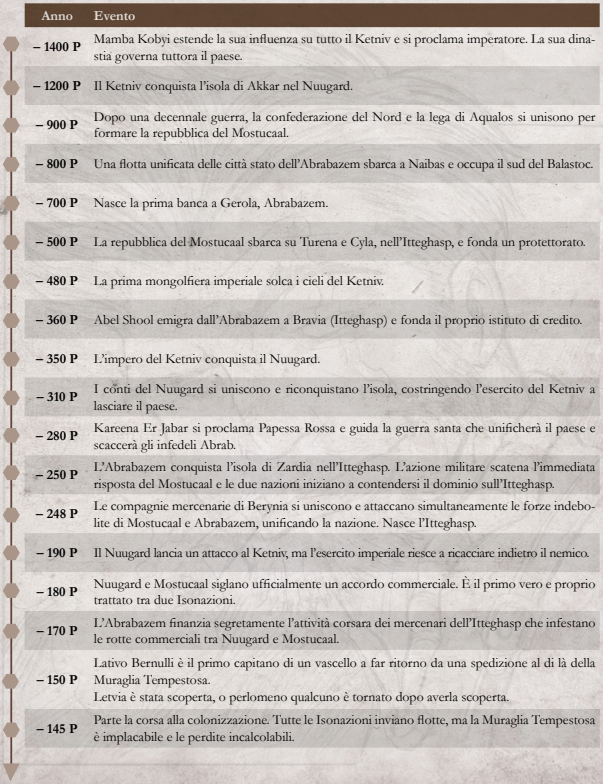 Anno Evento
– 1400 P Mamba Kobyi estende la sua influenza su tutto il Ketniv e si proclama imperatore. La sua dina-
stia governa tuttora il paese.
– 1200 P Il Ketniv conquista l'isola di Akkar nel Nuugard.
– 900 P Dopo una decennale guerra, la confederazione del Nord e la lega di Aqualos si unisono per
formare la repubblica del Mostucaal.
– 800 P Una flotta unificata delle città stato dell'Abrabazem sbarca a Naibas e occupa il sud del Balastoc.
– 700 P Nasce la prima banca a Gerola, Abrabazem.
– 500 P La repubblica del Mostucaal sbarca su Turena e Cyla, nell'Itteghasp, e fonda un protettorato.
– 480 P La prima mongolfiera imperiale solca i cieli del Ketniv.
– 360 P Abel Shool emigra dall'Abrabazem a Bravia (Itteghasp) e fonda il proprio istituto di credito.
– 350 P L'impero del Ketniv conquista il Nuugard.
– 310 P I conti del Nuugard si uniscono e riconquistano l'isola, costringendo l'esercito del Ketniv a
lasciare il paese.
– 280 P Kareena Er Jabar si proclama Papessa Rossa e guida la guerra santa che unificherà il paese e
scaccerà gli infedeli Abrab.
– 250 P L'Abrabazem conquista l'isola di Zardia nell'Itteghasp. L'azione militare scatena l'immediata
risposta del Mostucaal e le due nazioni iniziano a contendersi il dominio sull'Itteghasp.
– 248 P Le compagnie mercenarie di Berynia si uniscono e attaccano simultaneamente le forze indebo-
lite di Mostucaal e Abrabazem, unificando la nazione. Nasce l'Itteghasp.
– 190 P Il Nuugard lancia un attacco al Ketniv, ma l'esercito imperiale riesce a ricacciare indietro il nemico.
– 180 P Nuugard e Mostucaal siglano ufficialmente un accordo commerciale. È il primo vero e proprio
trattato tra due Isonazioni.
– 170 P L'Abrabazem finanzia segretamente l'attività corsara dei mercenari dell'Itteghasp che infestano
le rotte commerciali tra Nuugard e Mostucaal.
– 150 P Lativo Bernulli è il primo capitano di un vascello a far ritorno da una spedizione al di là della
Muraglia Tempestosa.
Letvia è stata scoperta, o perlomeno qualcuno è tornato dopo averla scoperta.
– 145 P Parte la corsa alla colonizzazione. Tutte le Isonazioni inviano flotte, ma la Muraglia Tempestosa
è implacabile e le perdite incalcolabili.